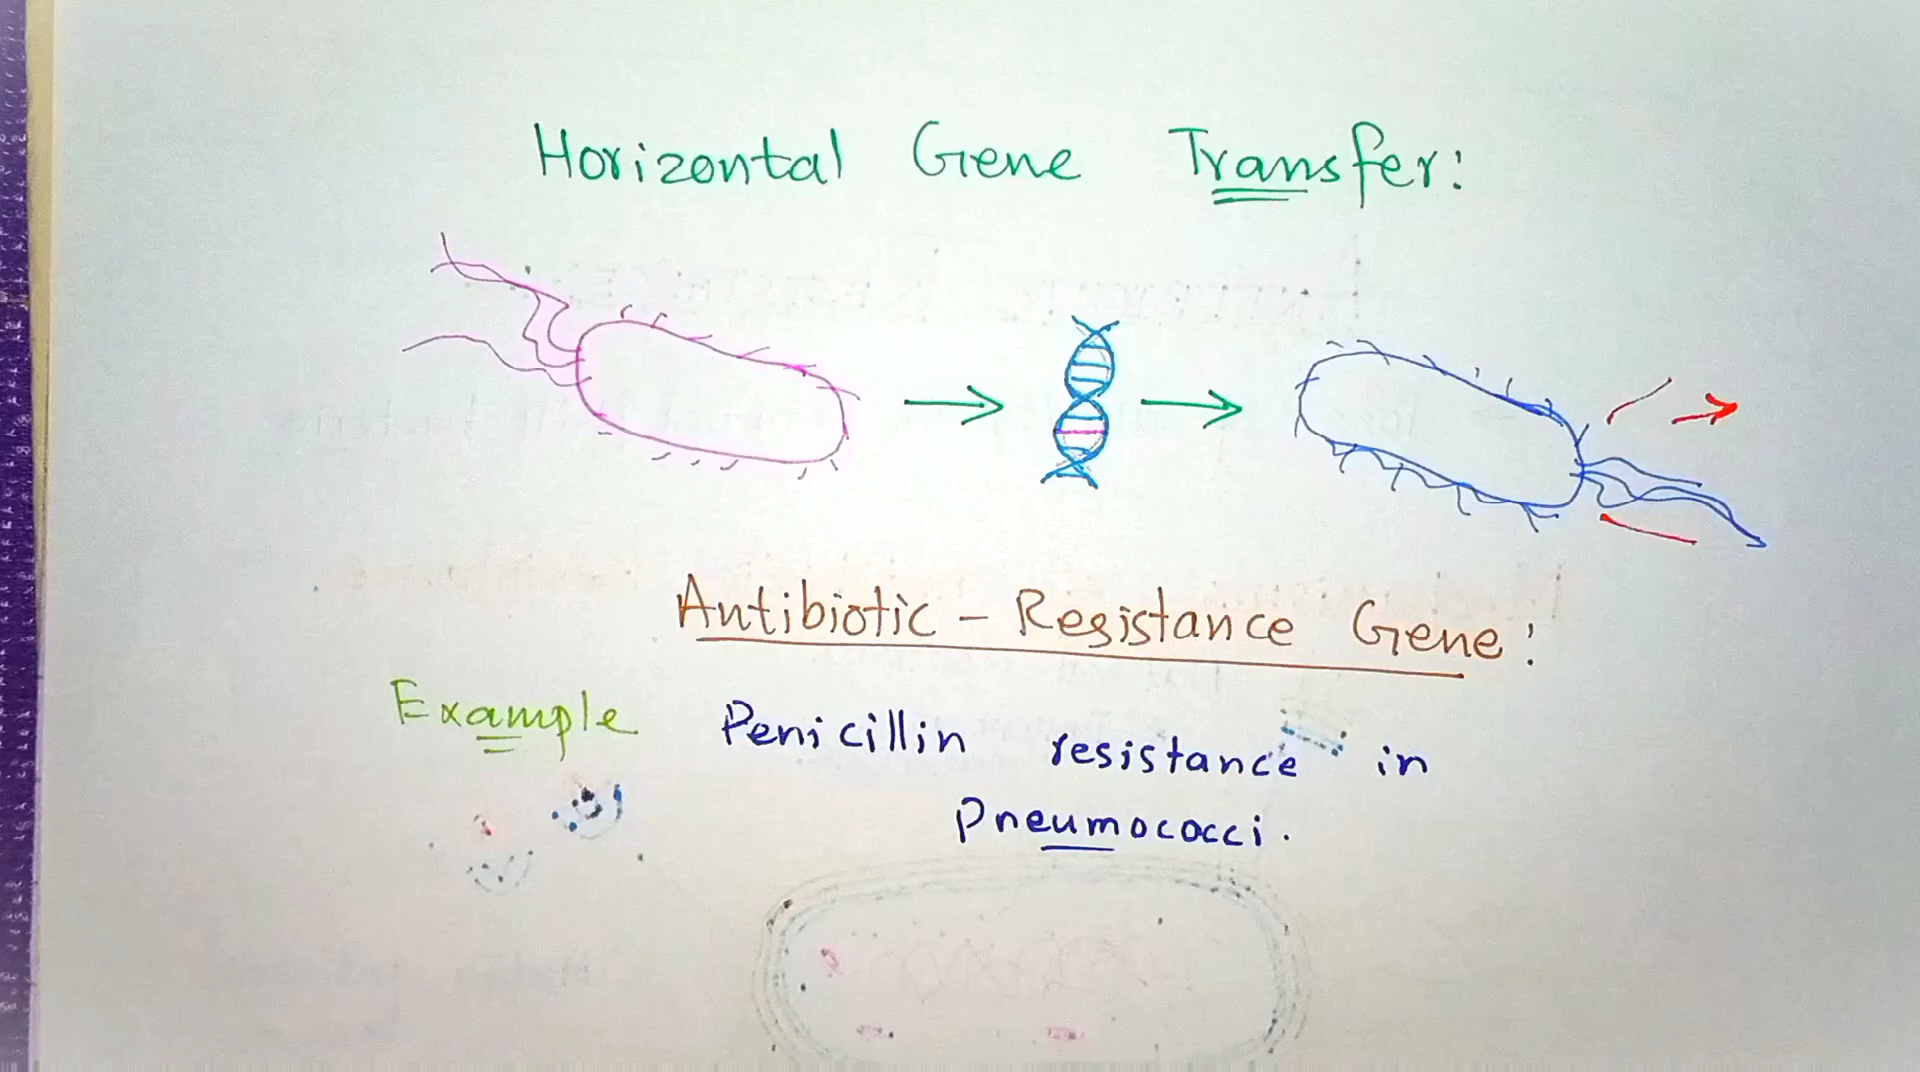 Horizontal Gene Transfer:
Antibiotic - Resistance Gene:
Example Penicillin resistance in
Pneumococci.